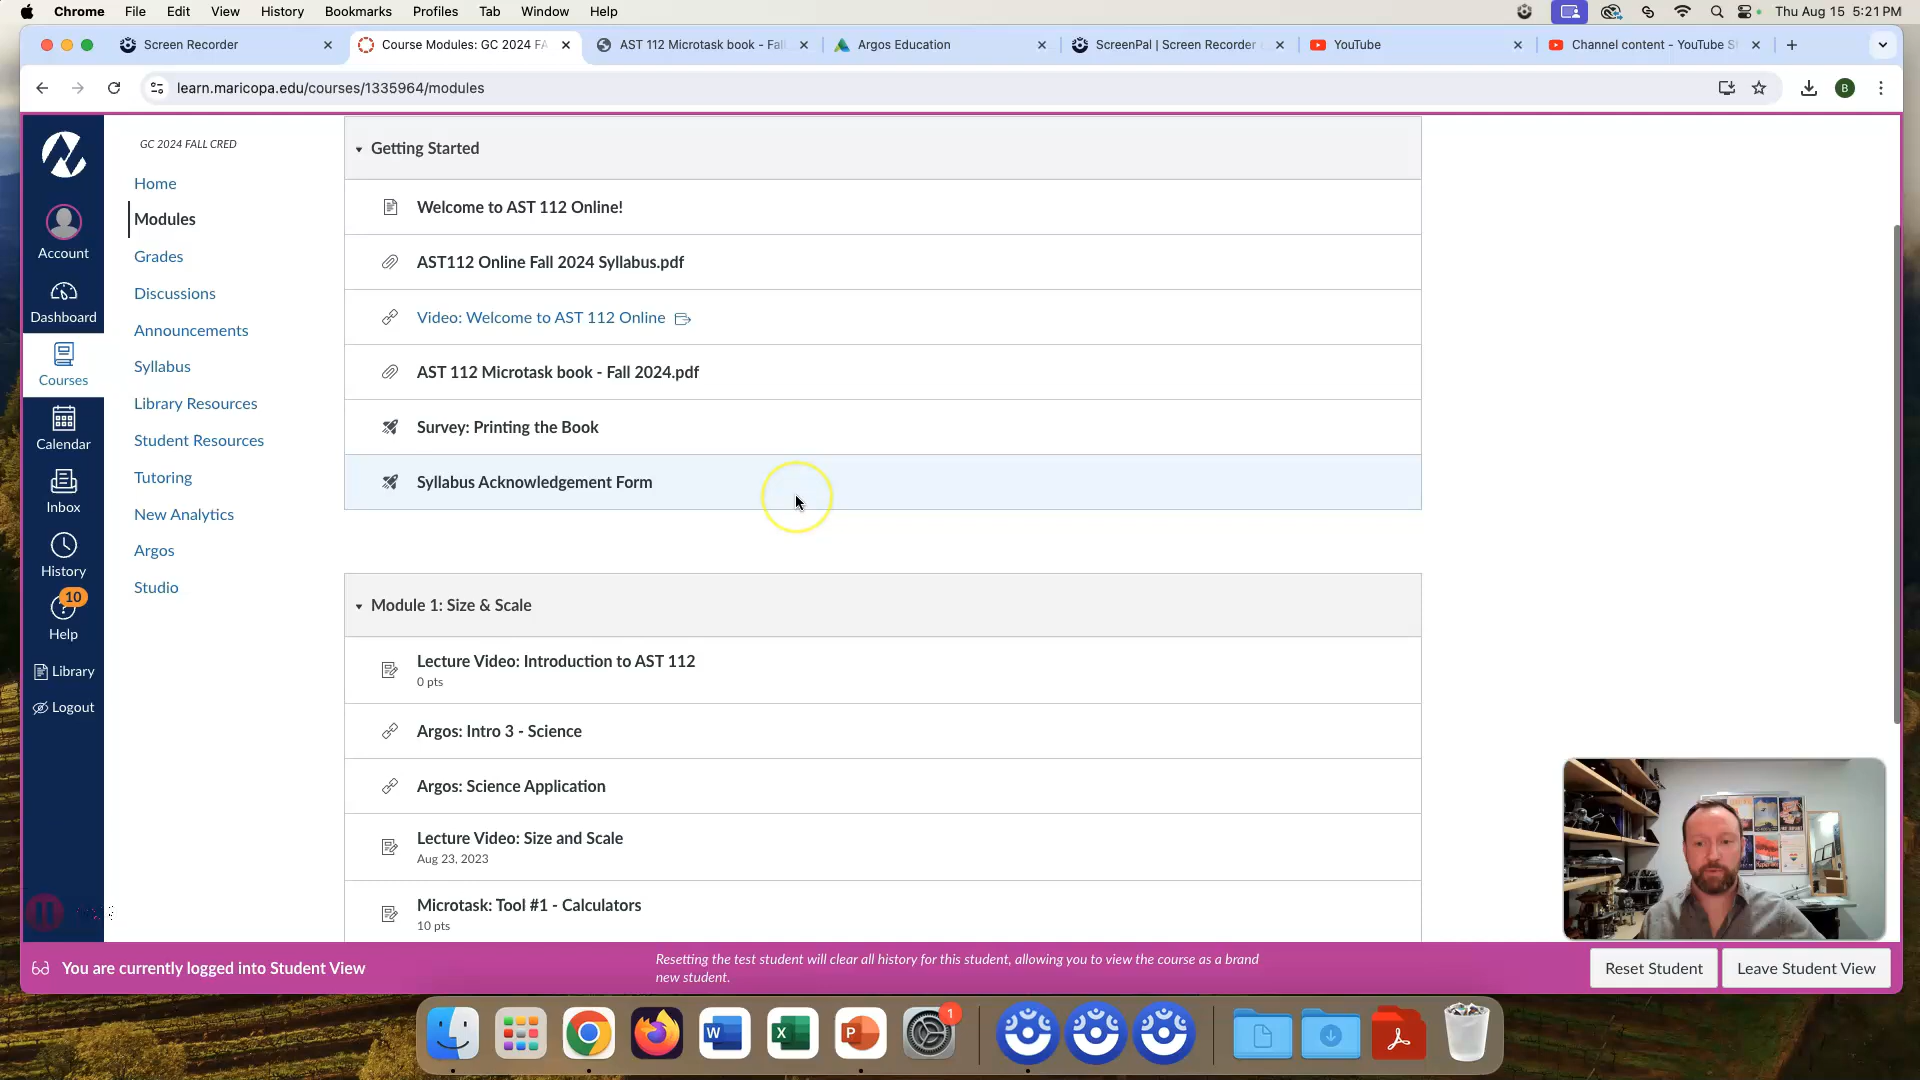 Chrome File Edit View History Bookmarks Profiles Tab Window Help
Thu Aug 15 5:21 PM
Screen Recorder
Course Modules: GC 2024 FA
AST 112 Microtask book - Fal
Argos Education
ScreenPal | Screen Recorder
YouTube
Channel content - YouTube S
learn.maricopa.edu/courses/1335964/modules
B
Account
Dashboard
Courses
Calendar
Inbox
History
10
Help
Library
Logout
GC 2024 FALL CRED
Home
Modules
Grades
Discussions
Announcements
Syllabus
Library Resources
Student Resources
Tutoring
New Analytics
Argos
Studio
Getting Started
Welcome to AST 112 Online!
AST112 Online Fall 2024 Syllabus.pdf
Video: Welcome to AST 112 Online
AST 112 Microtask book - Fall 2024.pdf
Survey: Printing the Book
Syllabus Acknowledgement Form
Module 1: Size & Scale
Lecture Video: Introduction to AST 112
0 pts
Argos: Intro 3 - Science
Argos: Science Application
Lecture Video: Size and Scale
Aug 23, 2023
Microtask: Tool #1 - Calculators
10 pts
You are currently logged into Student View
Resetting the test student will clear all history for this student, allowing you to view the course as a brand
new student.
Reset Student
Leave Student View
W
X
P
1